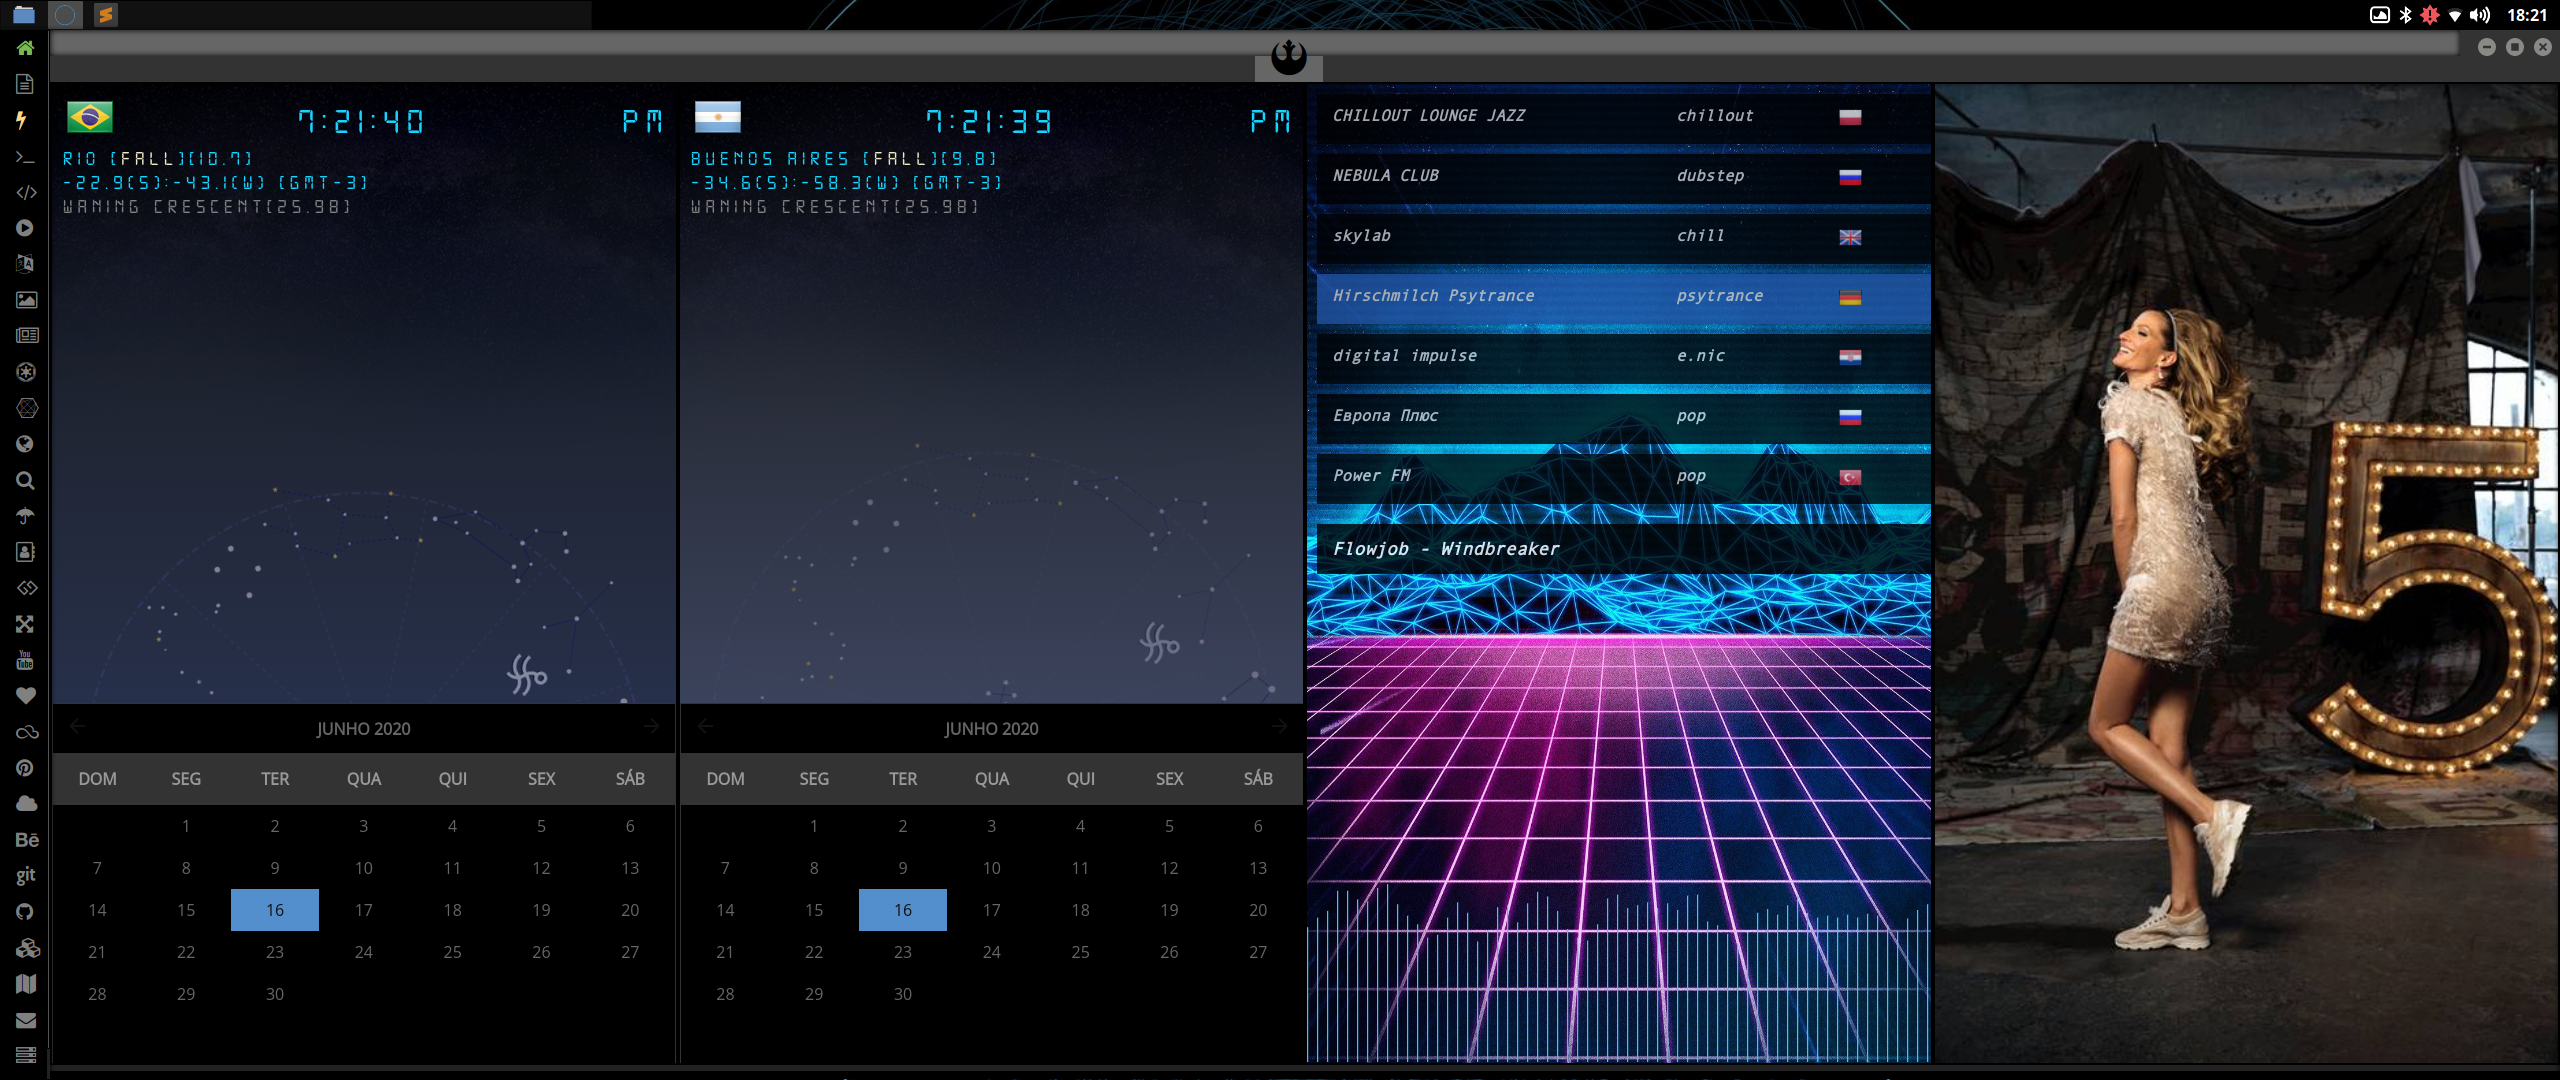 18:21
7:21:40 PM
RIO [FALL][10.7]
-22.9(S):-43.1(W) [GMT-3]
WANING CRESCENT[25.98]
JUNHO 2020
DOM SEG TER QUA QUI SEX SÁB
1 2 3 4 5 6
7 8 9 10 11 12 13
14 15 16 17 18 19 20
21 22 23 24 25 26 27
28 29 30
7:21:39 PM
BUENOS AIRES [FALL][9.8]
-34.6(S):-58.3(W) [GMT-3]
WANING CRESCENT[25.98]
JUNHO 2020
DOM SEG TER QUA QUI SEX SÁB
1 2 3 4 5 6
7 8 9 10 11 12 13
14 15 16 17 18 19 20
21 22 23 24 25 26 27
28 29 30
CHILLOUT LOUNGE JAZZ chillout
NEBULA CLUB dubstep
skylab chill
Hirschmilch Psytrance psytrance
digital impulse e.nic
Европа Плюс pop
Power FM pop
Flowjob - Windbreaker
5
You
Tube
Bē
git